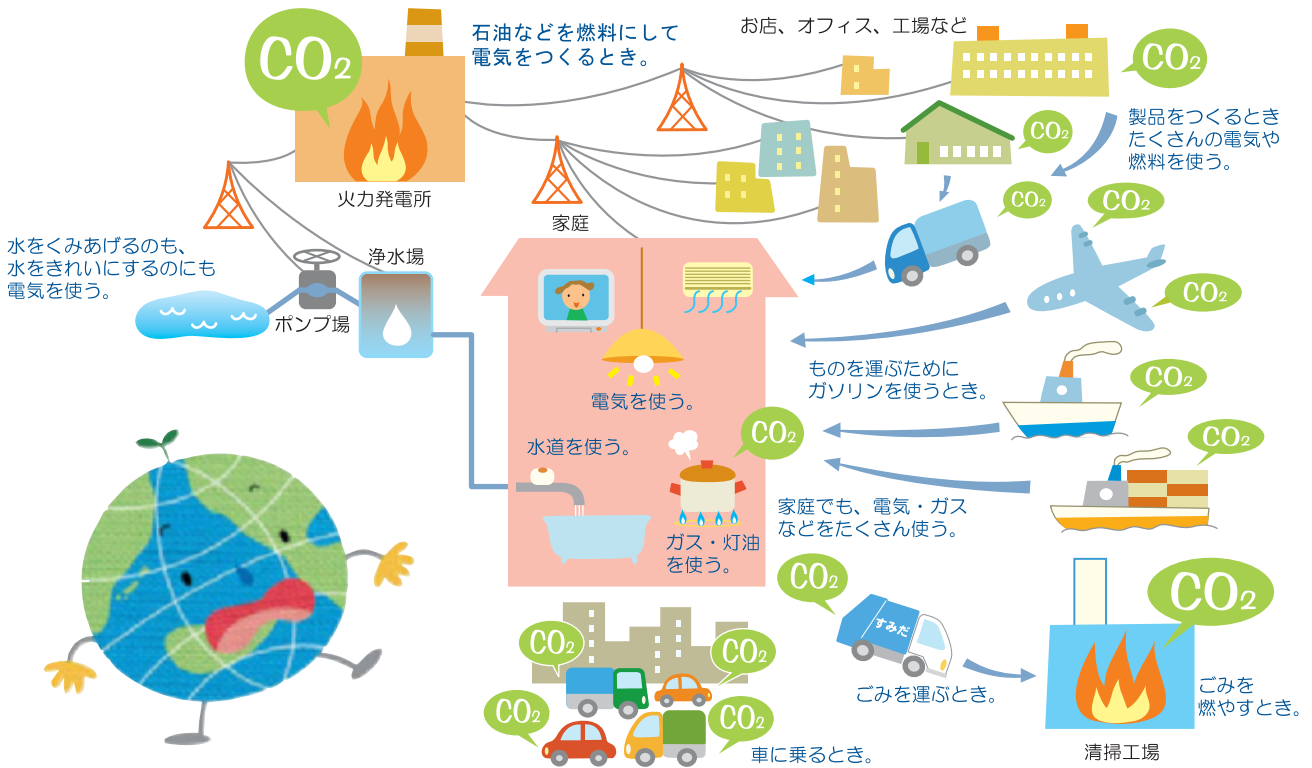 CO2
石油などを燃料にして
電気をつくるとき。
火力発電所
お店、オフィス、工場など
CO2
製品をつくるとき
たくさんの電気や
燃料を使う。
CO2
CO2
CO2
CO2
水をくみあげるのも、
水をきれいにするのにも
電気を使う。
ポンプ場
浄水場
家庭
電気を使う。
水道を使う。
ガス・灯油
を使う。
CO2
ものを運ぶために
ガソリンを使うとき。
CO2
CO2
家庭でも、電気・ガス
などをたくさん使う。
CO2
CO2
CO2
CO2
車に乗るとき。
CO2
すみだ
ごみを運ぶとき。
CO2
ごみを
燃やすとき。
清掃工場